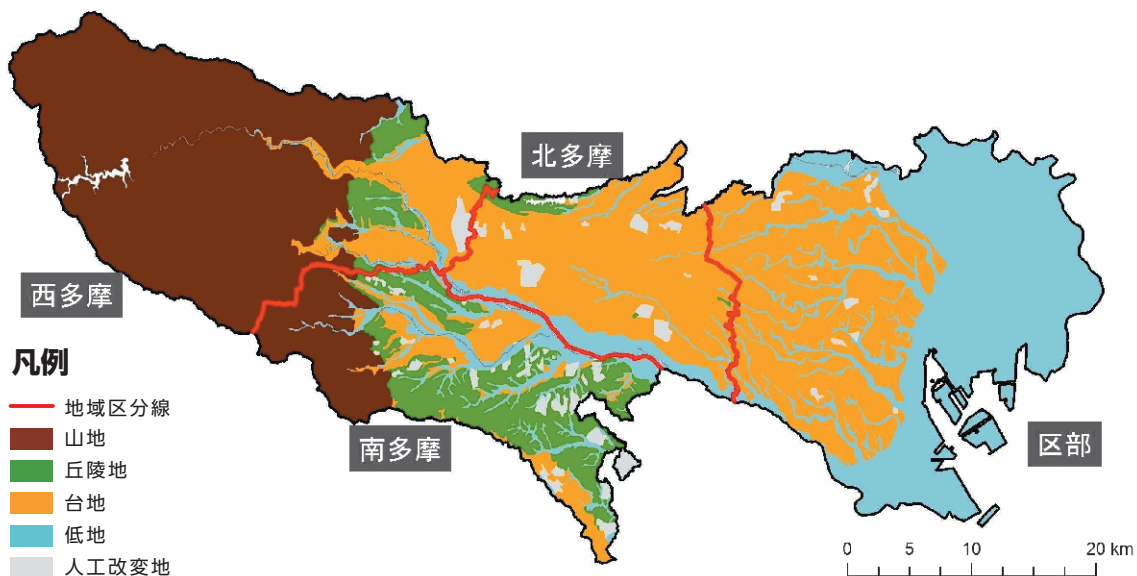 北多摩
西多摩
南多摩
区部
凡例
地域区分線
山地
丘陵地
台地
低地
人工改変地
0 5 10 20 km